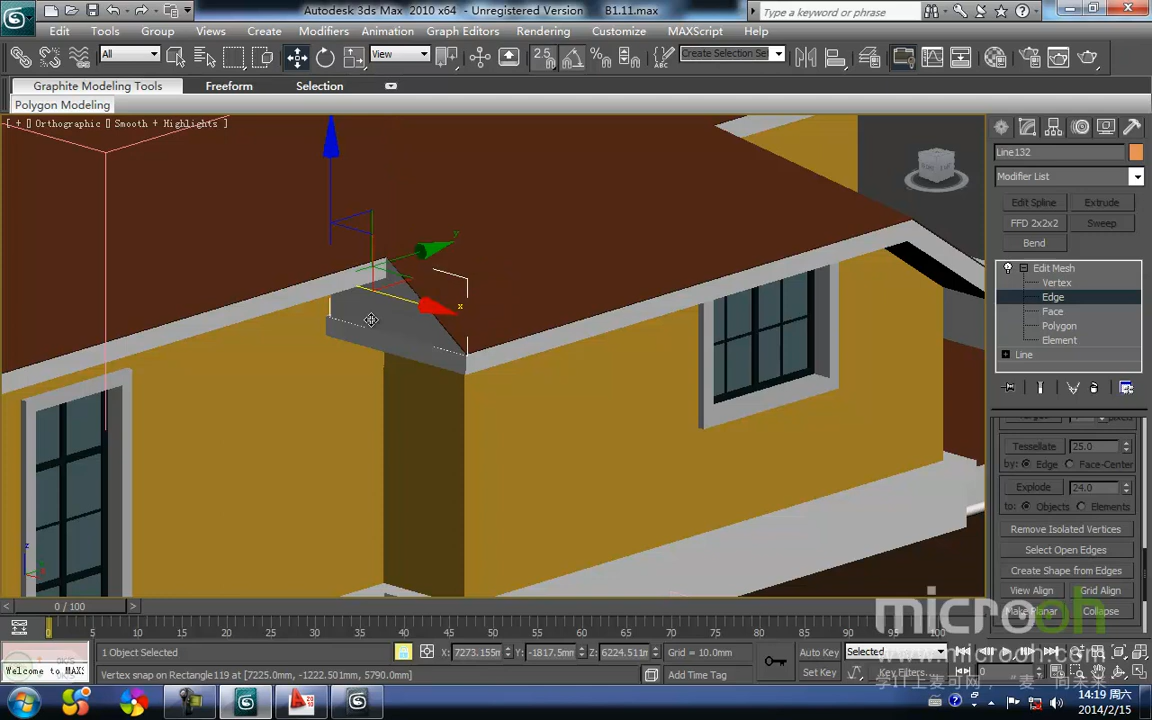 Autodesk 3ds Max 2010 x64 - Unregistered Version B1.11.max
Type a keyword or phrase
Edit Tools Group Views Create Modifiers Animation Graph Editors Rendering Customize MAXScript Help
All
View
2.5
Create Selection Se
Graphite Modeling Tools Freeform Selection
Polygon Modeling
[ + [] Orthographic [] Smooth + Highlights ]
y
x
z
Line132
Modifier List
Edit Spline Extrude
FFD 2x2x2 Sweep
Bend
Edit Mesh
Vertex
Edge
Face
Polygon
Element
Line
Tessellate 25.0
by: Edge Face-Center
Explode 24.0
to: Objects Elements
Remove Isolated Vertices
Select Open Edges
Create Shape from Edges
View Align Grid Align
Make Planar Collapse
microoh
www.microoh.com
0 / 100
0 5 10 15 20 25 30 35 40 45 50 55 60 65 70 75 80 85 90 95 100
1 Object Selected
X: 7273.155m Y: -1817.5mm Z: 6224.511m
Grid = 10.0mm
Auto Key Selected
Set Key Key Filters...
0
Welcome to MAX:
Vertex snap on Rectangle119 at [7225.0mm, -1222.501mm, 5790.0mm]
Add Time Tag
14:19 周六
2014/2/15